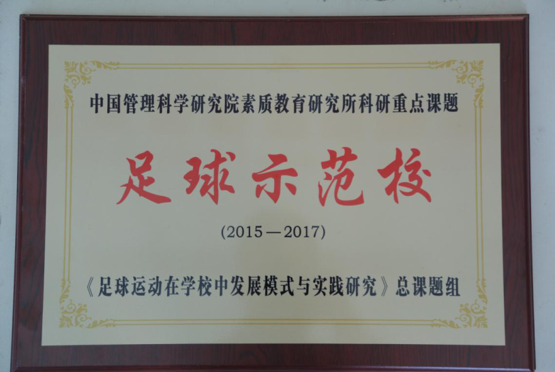 中国管理科学研究院素质教育研究所科研重点课题
足球示范校
(2015—2017)
《足球运动在学校中发展模式与实践研究》总课题组